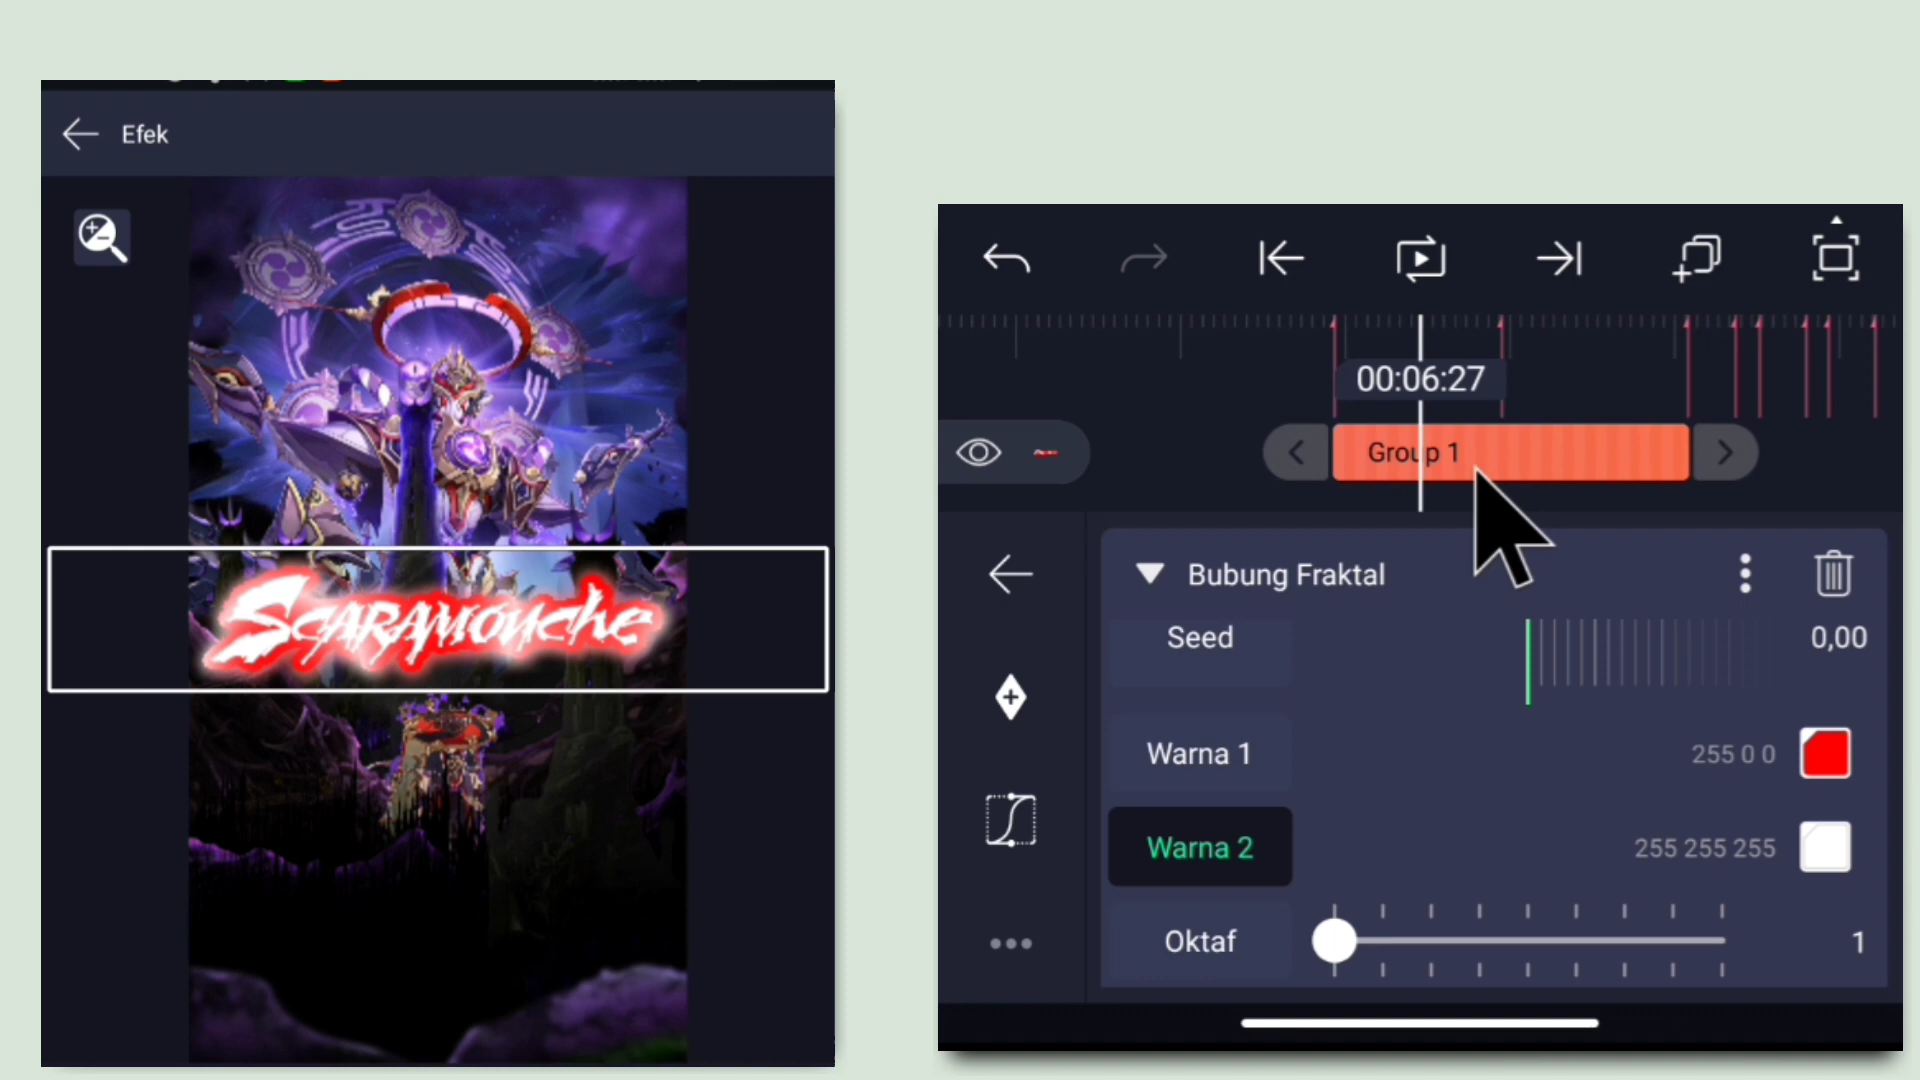 Efek
SCARAMOUCHE
00:06:27
Group 1
Bubung Fraktal
Seed
0,00
Warna 1
255 0 0
Warna 2
255 255 255
Oktaf
1